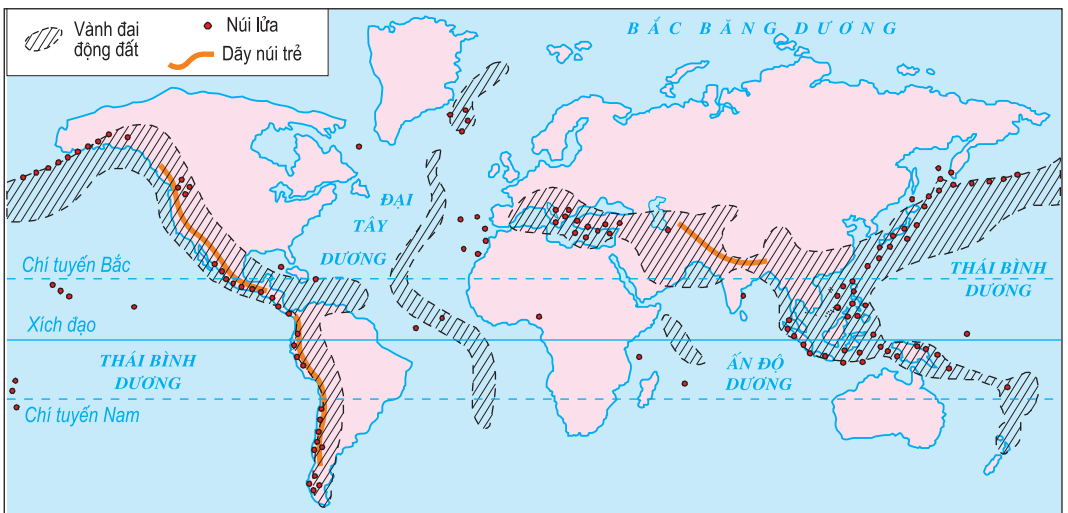 Vành đai
động đất
Núi lửa
Dãy núi trẻ
BẮC BĂNG DƯƠNG
ĐẠI
TÂY
DƯƠNG
Chí tuyến Bắc
THÁI BÌNH
DƯƠNG
Xích đạo
THÁI BÌNH
DƯƠNG
ẤN ĐỘ
DƯƠNG
Chí tuyến Nam